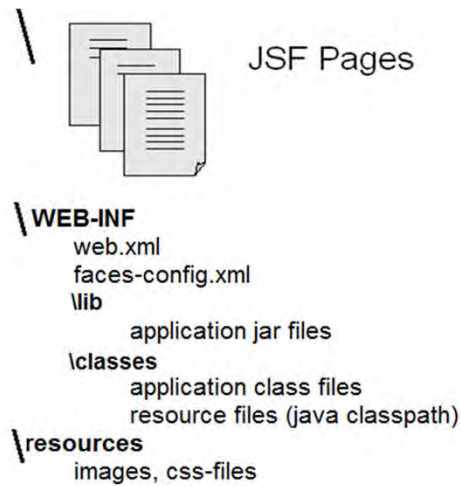 \ JSF Pages
\ WEB-INF
web.xml
faces-config.xml
\lib
application jar files
\classes
application class files
resource files (java classpath)
\resources
images, css-files